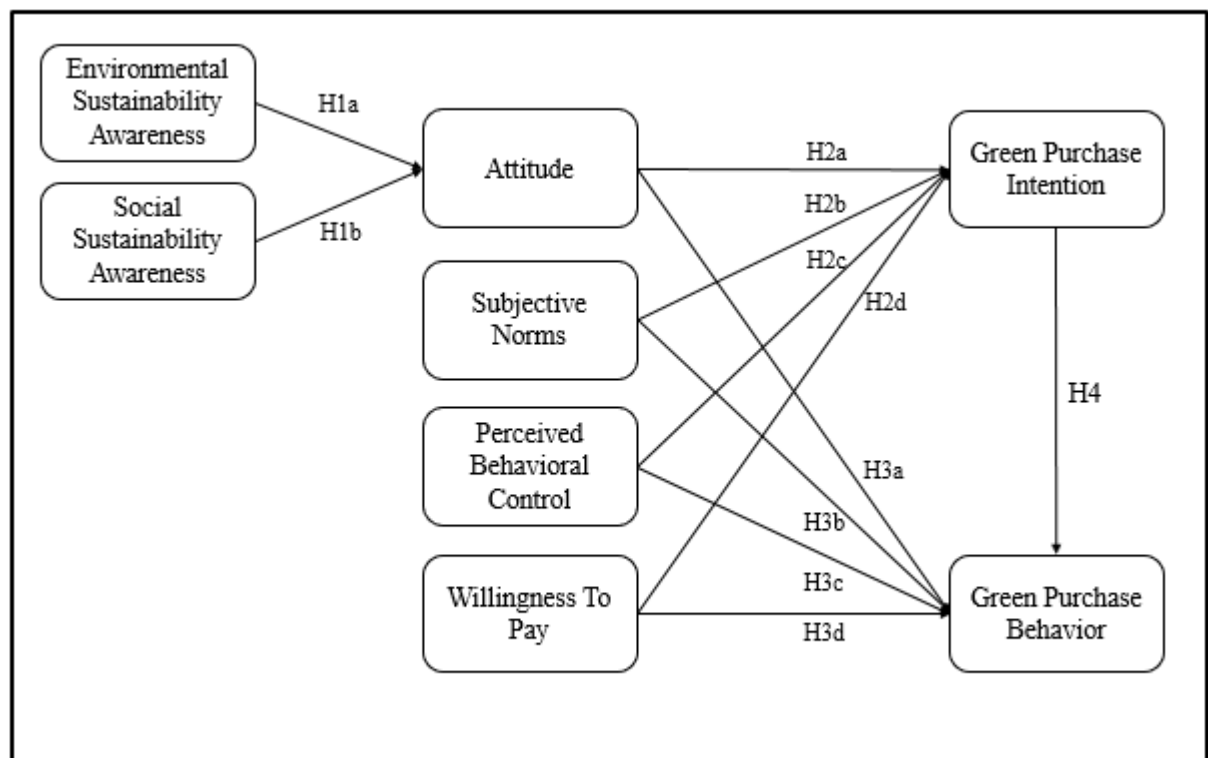 Environmental
Sustainability
Awareness
H1a
Social
Sustainability
Awareness
H1b
Attitude
Subjective
Norms
Perceived
Behavioral
Control
Willingness To
Pay
H2a
H2b
H2c
H2d
H3a
H3b
H3c
H3d
Green Purchase
Intention
H4
Green Purchase
Behavior